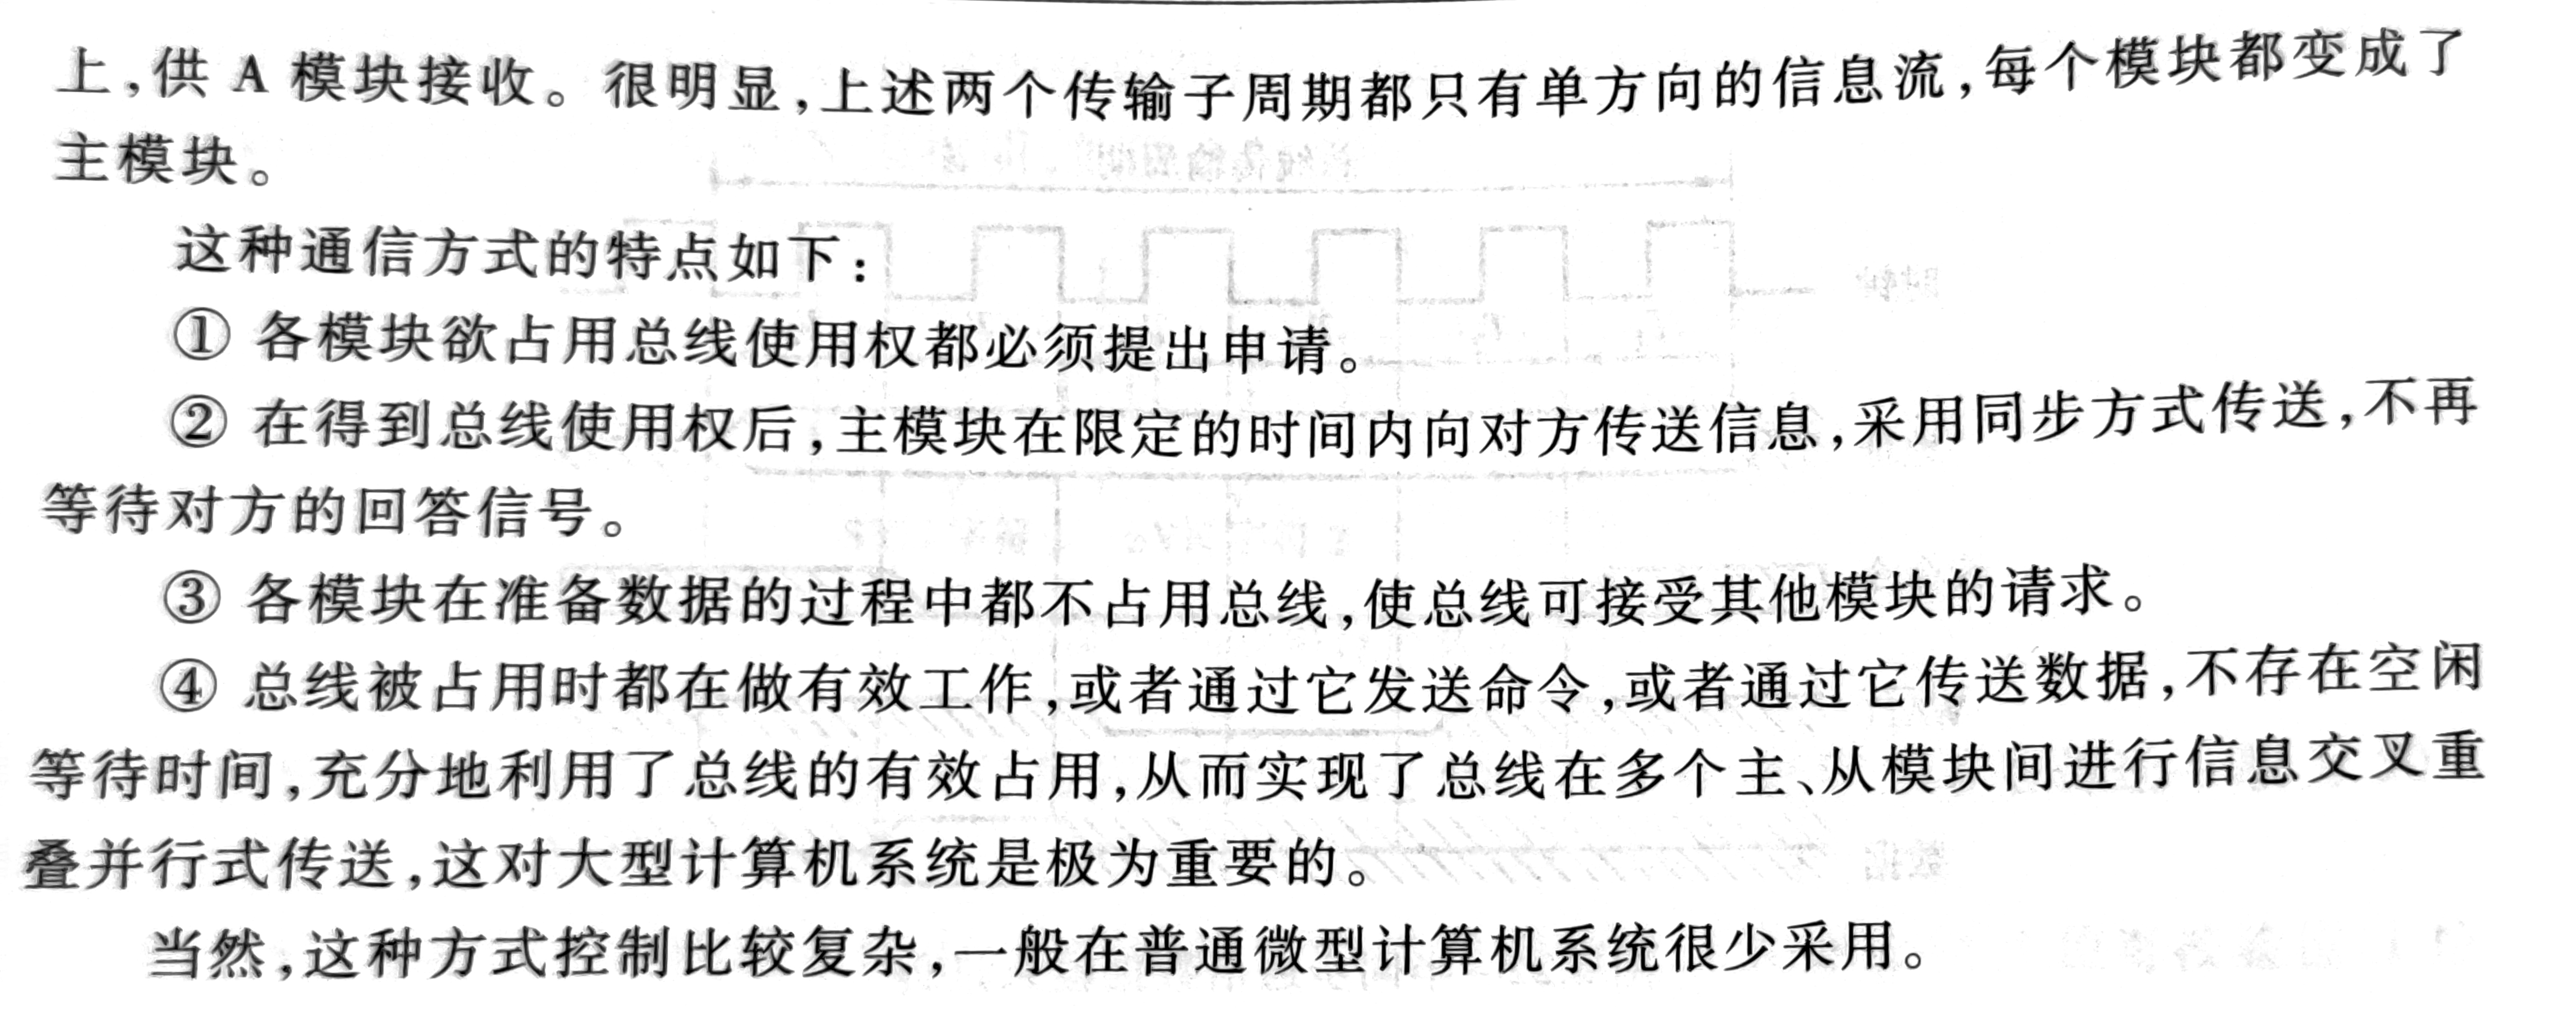 上,供 A 模块接收。很明显,上述两个传输子周期都只有单方向的信息流,每个模块都变成了
主模块。
这种通信方式的特点如下:
① 各模块欲占用总线使用权都必须提出申请。
② 在得到总线使用权后,主模块在限定的时间内向对方传送信息,采用同步方式传送,不再
等待对方的回答信号。
③ 各模块在准备数据的过程中都不占用总线,使总线可接受其他模块的请求。
④ 总线被占用时都在做有效工作,或者通过它发送命令,或者通过它传送数据,不存在空闲
等待时间,充分地利用了总线的有效占用,从而实现了总线在多个主、从模块间进行信息交叉重
叠并行式传送,这对大型计算机系统是极为重要的。
当然,这种方式控制比较复杂,一般在普通微型计算机系统很少采用。